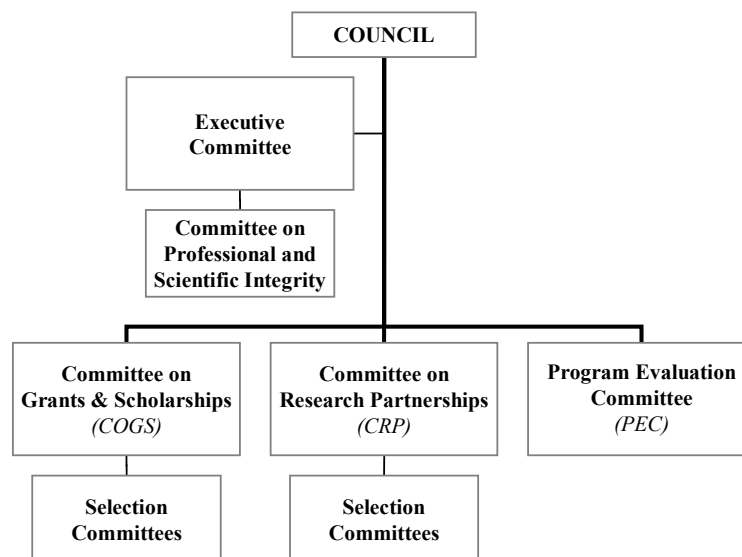 COUNCIL
Executive
Committee
Committee on
Professional and
Scientific Integrity
Committee on
Grants & Scholarships
(COGS)
Committee on
Research Partnerships
(CRP)
Program Evaluation
Committee
(PEC)
Selection
Committees
Selection
Committees